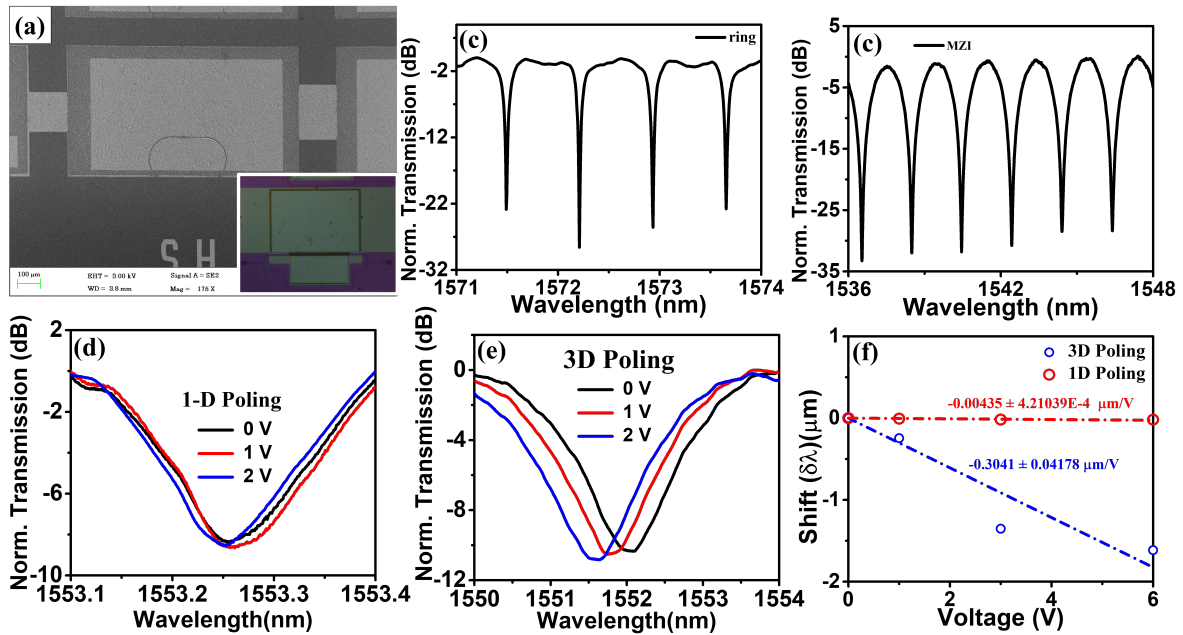 (a)
S H
100 μm
EHT = 3.00 kV
Signal A = SE2
WD = 3.8 mm
Mag = 176 X
(c)
ring
Norm. Transmission (dB)
-2
-12
-22
-32
1571
1572
1573
1574
Wavelength (nm)
(c)
MZI
Norm. Transmission (dB)
0
-5
-15
-25
-35
1536
1542
1548
Wavelength (nm)
(d)
1-D Poling
0 V
1 V
2 V
Norm. Transmission (dB)
2
-2
-6
-10
1553.1
1553.2
1553.3
1553.4
Wavelength(nm)
(e)
3D Poling
0 V
1 V
2 V
Norm. Transmission (dB)
0
-4
-8
-12
1550
1551
1552
1553
1554
Wavelength(nm)
(f)
3D Poling
1D Poling
-0.00435 ± 4.21039E-4 μm/V
-0.3041 ± 0.04178 μm/V
Shift (δλ)(μm)
1
0
-1
-2
0
2
4
6
Voltage (V)